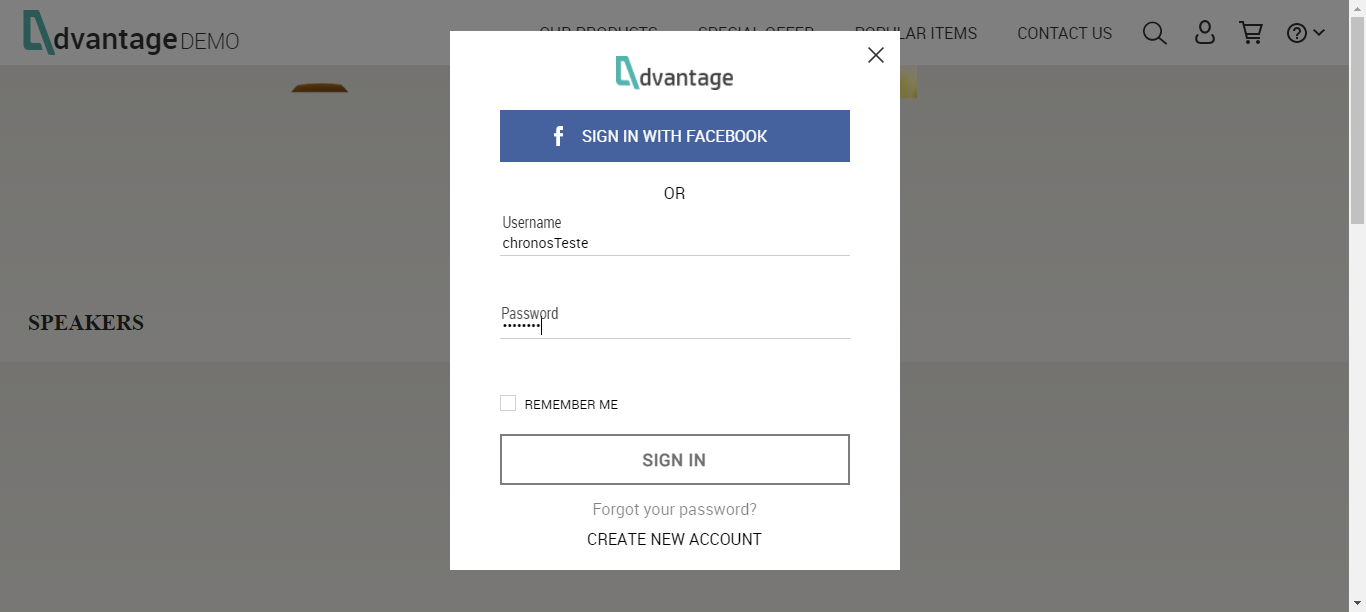 dvantage DEMO
OUR PRODUCTS SPECIAL OFFER POPULAR ITEMS CONTACT US
dvantage
f SIGN IN WITH FACEBOOK
OR
Username
chronosTeste
SPEAKERS
Password
••••••••
REMEMBER ME
SIGN IN
Forgot your password?
CREATE NEW ACCOUNT